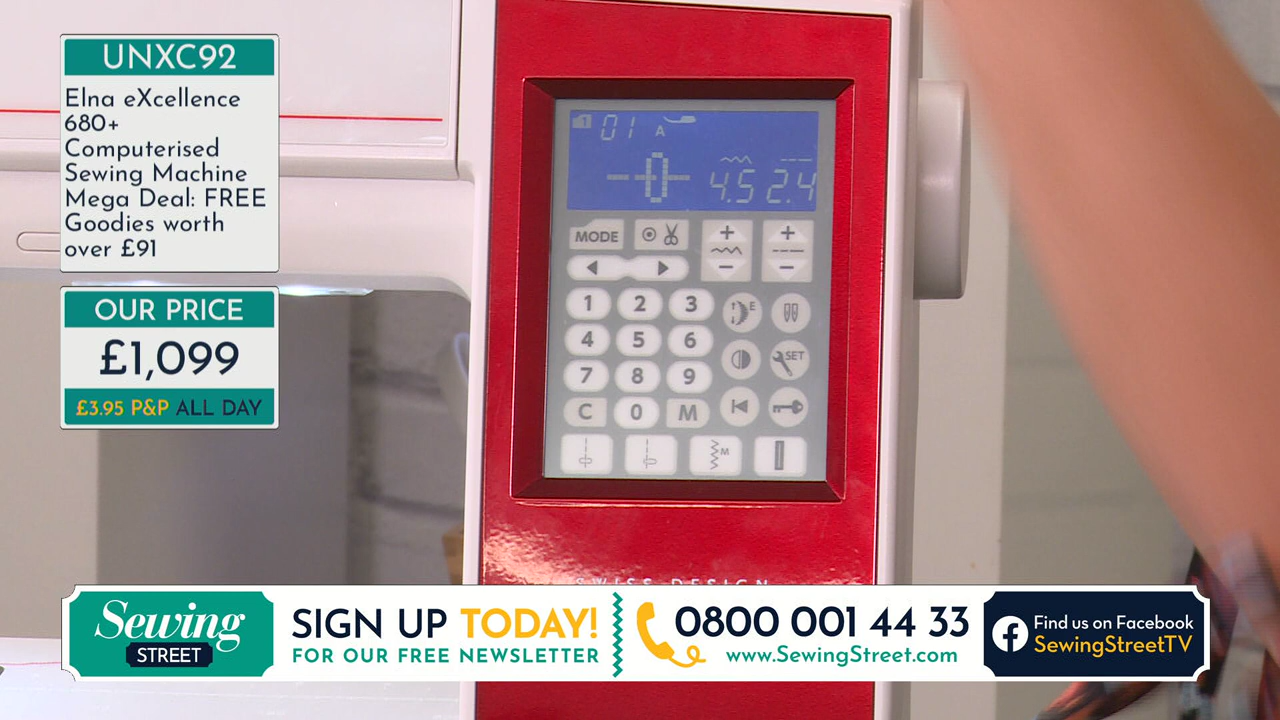 UNXC92
Elna eXcellence
680+
Computerised
Sewing Machine
Mega Deal: FREE
Goodies worth
over £91
OUR PRICE
£1,099
£3.95 P&P ALL DAY
1 01 A
4.5 2.4
MODE
+ +
- -
1 2 3 E
4 5 6 SET
7 8 9
C 0 M
M
SWISS DESIGN
Sewing
STREET
SIGN UP TODAY!
FOR OUR FREE NEWSLETTER
0800 001 44 33
www.SewingStreet.com
Find us on Facebook
SewingStreetTV